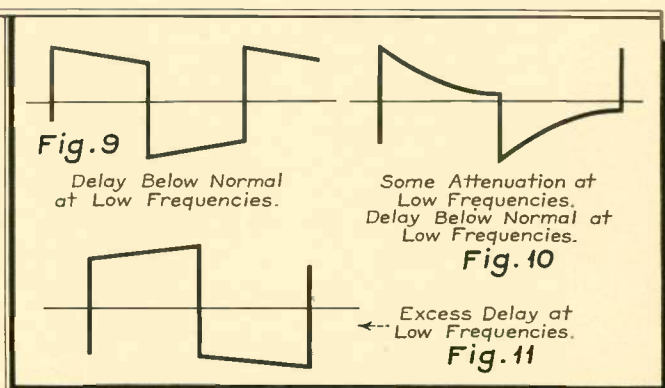 Fig.9
Delay Below Normal
at Low Frequencies.
Some Attenuation at
Low Frequencies.
Delay Below Normal at
Low Frequencies.
Fig.10
Excess Delay at
Low Frequencies.
Fig.11